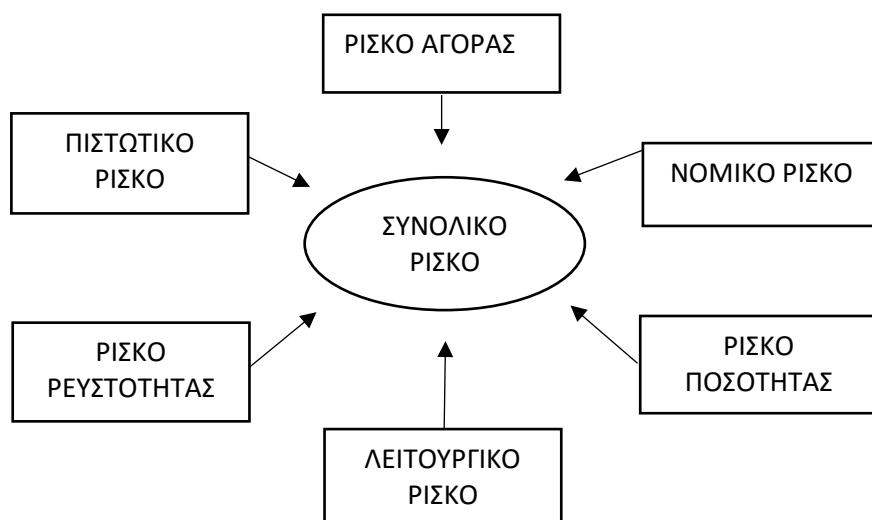 ΡΙΣΚΟ ΑΓΟΡΑΣ
ΠΙΣΤΩΤΙΚΟ
ΡΙΣΚΟ
ΝΟΜΙΚΟ ΡΙΣΚΟ
ΣΥΝΟΛΙΚΟ
ΡΙΣΚΟ
ΡΙΣΚΟ
ΡΕΥΣΤΟΤΗΤΑΣ
ΡΙΣΚΟ
ΠΟΣΟΤΗΤΑΣ
ΛΕΙΤΟΥΡΓΙΚΟ
ΡΙΣΚΟ